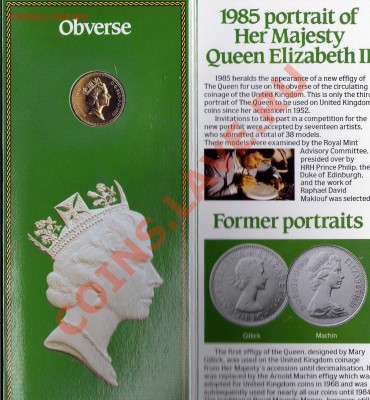 Obverse
1985 portrait of
Her Majesty
Queen Elizabeth II
1985 heralds the appearance of a new effigy of
The Queen for use on the obverse of the circulating
coinage of the United Kingdom. This is only the third
portrait of The Queen to be used on United Kingdom
coins since her accession in 1952.
Invitations to take part in a competition for the
new portrait were accepted by seventeen artists,
who submitted a total of 38 models.
These models were examined by the Royal Mint
Advisory Committee,
presided over by
HRH Prince Philip, the
Duke of Edinburgh,
and the work of
Raphael David
Maklouf was selected
Former portraits
Gillick
Machin
The first effigy of the Queen, designed by Mary
Gillick, was used on the United Kingdom coinage
from Her Majesty's accession until decimalisation. It
was replaced by the Arnold Machin effigy which was
adopted for United Kingdom coins in 1968 and was
subsequently used for nearly all our coins until 1984
COINS.LAVE.RU